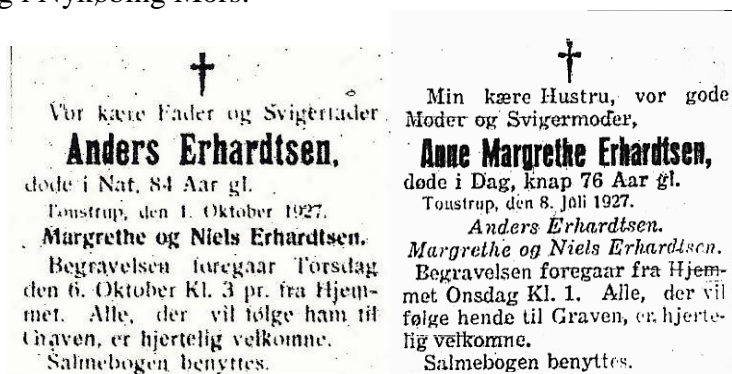 g i Nykøbing Mors.
Vor kære Fader og Svigerfader
Anders Erhardtsen,
døde i Nat, 84 Aar gl.
Toustrup, den 1. Oktober 1927.
Margrethe og Niels Erhardtsen.
Begravelsen foregaar Torsdag
den 6. Oktober Kl. 3 pr. fra Hjem-
met. Alle, der vil følge ham til
Graven, er hjertelig velkomne.
Salmebogen benyttes.
Min kære Hustru, vor gode
Moder og Svigermoder,
Anne Margrethe Erhardtsen,
døde i Dag, knap 76 Aar gl.
Toustrup, den 8. Juli 1927.
Anders Erhardtsen.
Margrethe og Niels Erhardtsen.
Begravelsen foregaar fra Hjem-
met Onsdag Kl. 1. Alle, der vil
følge hende til Graven, er hjerte-
lig velkomne.
Salmebogen benyttes.